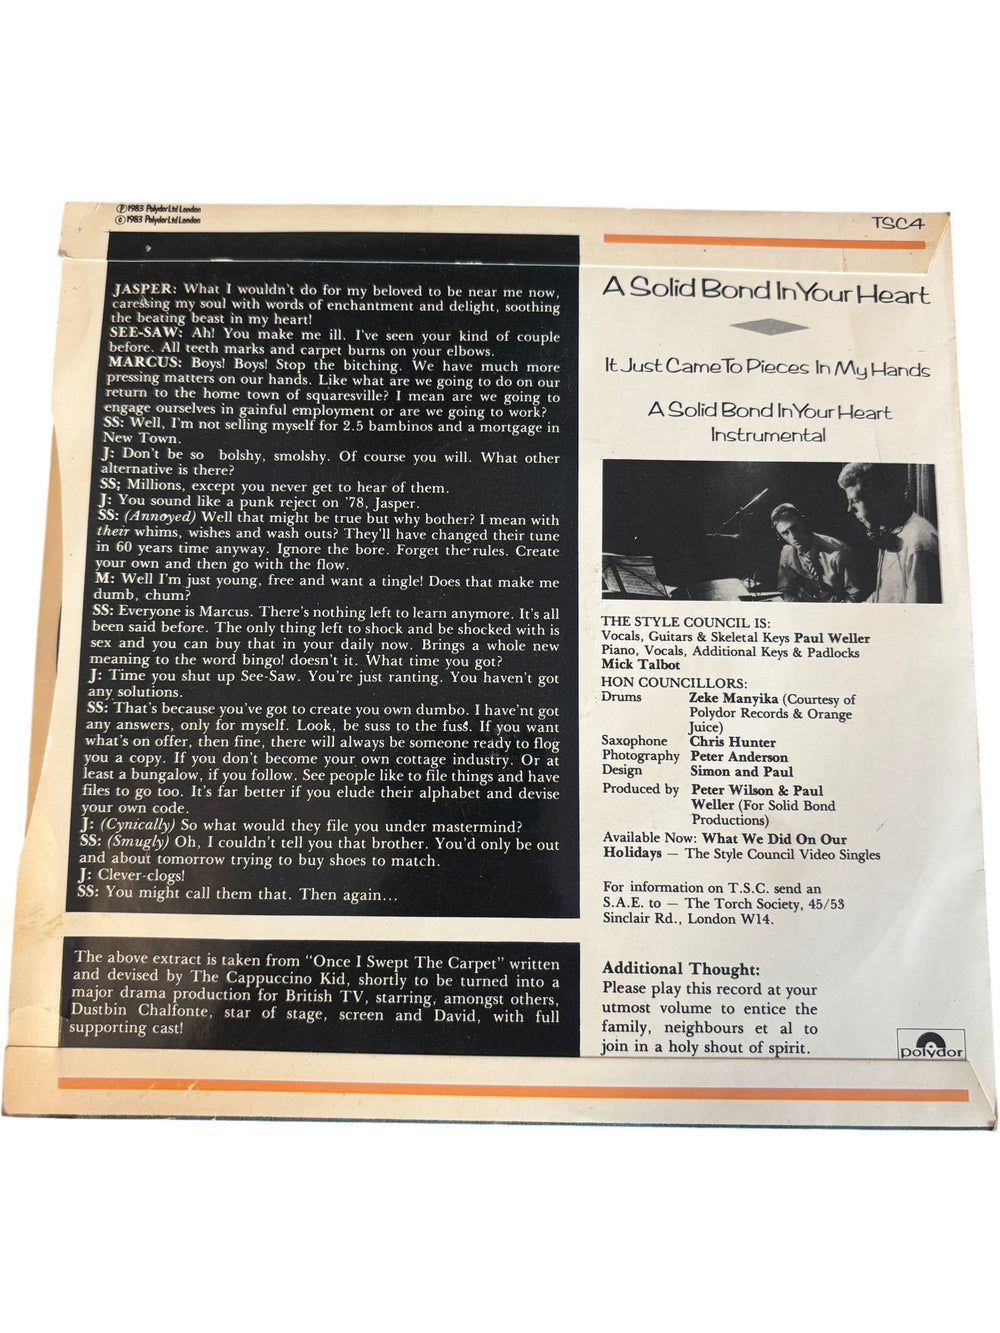 ℗1983 Polydor Ltd London
©1983 Polydor Ltd London
JASPER: What I wouldn't do for my beloved to be near me now,
caressing my soul with words of enchantment and delight, soothing
the beating beast in my heart!
SEE-SAW: Ah! You make me ill. I've seen your kind of couple
before. All teeth marks and carpet burns on your elbows.
MARCUS: Boys! Boys! Stop the bitching. We have much more
pressing matters on our hands. Like what are we going to do on our
return to the home town of squaresville? I mean are we going to
engage ourselves in gainful employment or are we going to work?
SS: Well, I'm not selling myself for 2.5 bambinos and a mortgage in
New Town.
J: Don't be so bolshy, smolshy. Of course you will. What other
alternative is there?
SS; Millions, except you never get to hear of them.
J: You sound like a punk reject on '78, Jasper.
SS: (Annoyed) Well that might be true but why bother? I mean with
their whims, wishes and wash outs? They'll have changed their tune
in 60 years time anyway. Ignore the bore. Forget the rules. Create
your own and then go with the flow.
M: Well I'm just young, free and want a tingle! Does that make me
dumb, chum?
SS: Everyone is Marcus. There's nothing left to learn anymore. It's all
been said before. The only thing left to shock and be shocked with is
sex and you can buy that in your daily now. Brings a whole new
meaning to the word bingo! doesn't it. What time you got?
J: Time you shut up See-Saw. You're just ranting. You haven't got
any solutions.
SS: That's because you've got to create you own dumbo. I have'nt got
any answers, only for myself. Look, be suss to the fuss. If you want
what's on offer, then fine, there will always be someone ready to flog
you a copy. If you don't become your own cottage industry. Or at
least a bungalow, if you follow. See people like to file things and have
files to go too. It's far better if you elude their alphabet and devise
your own code.
J: (Cynically) So what would they file you under mastermind?
SS: (Smugly) Oh, I couldn't tell you that brother. You'd only be out
and about tomorrow trying to buy shoes to match.
J: Clever-clogs!
SS: You might call them that. Then again...
The above extract is taken from "Once I Swept The Carpet" written
and devised by The Cappuccino Kid, shortly to be turned into a
major drama production for British TV, starring, amongst others,
Dustbin Chalfonte, star of stage, screen and David, with full
supporting cast!
TSC4
A Solid Bond In Your Heart
It Just Came To Pieces In My Hands
A Solid Bond In Your Heart
Instrumental
THE STYLE COUNCIL IS:
Vocals, Guitars & Skeletal Keys Paul Weller
Piano, Vocals, Additional Keys & Padlocks
Mick Talbot
HON COUNCILLORS:
Drums Zeke Manyika (Courtesy of
Polydor Records & Orange
Juice)
Saxophone Chris Hunter
Photography Peter Anderson
Design Simon and Paul
Produced by Peter Wilson & Paul
Weller (For Solid Bond
Productions)
Available Now: What We Did On Our
Holidays — The Style Council Video Singles
For information on T.S.C. send an
S.A.E. to — The Torch Society, 45/53
Sinclair Rd., London W14.
Additional Thought:
Please play this record at your
utmost volume to entice the
family, neighbours et al to
join in a holy shout of spirit.
polydor